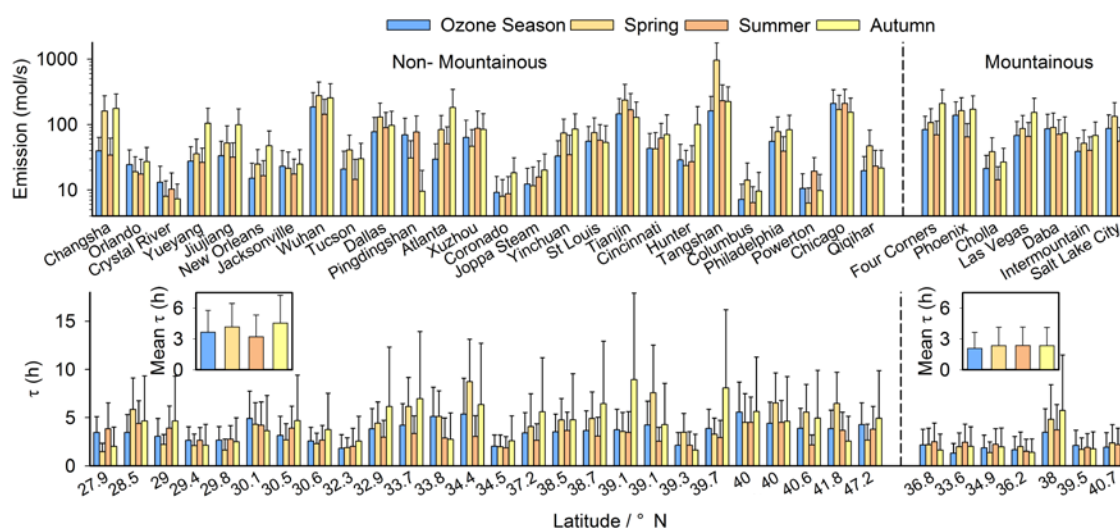 Ozone Season Spring Summer Autumn
Non- Mountainous Mountainous
Emission (mol/s)
1000
100
10
Changsha Orlando Crystal River Yueyang Jiujiang New Orleans Jacksonville Wuhan Tucson Dallas Pingdingshan Atlanta Xuzhou Coronado Joppa Steam Yinchuan St Louis Tianjin Cincinnati Hunter Tangshan Columbus Philadelphia Powerton Chicago Qiqihar Four Corners Phoenix Cholla Las Vegas Daba Intermountain Salt Lake City
τ (h)
15
10
5
0
Mean τ (h)
6
3
0
Mean τ (h)
6
3
0
27.9 28.5 29 29.4 29.8 30.1 30.5 30.6 32.3 32.9 33.7 33.8 34.4 34.5 37.2 38.5 38.7 39.1 39.1 39.3 39.7 40 40 40.6 41.8 47.2 36.8 33.6 34.9 36.2 38 39.5 40.7
Latitude / ° N